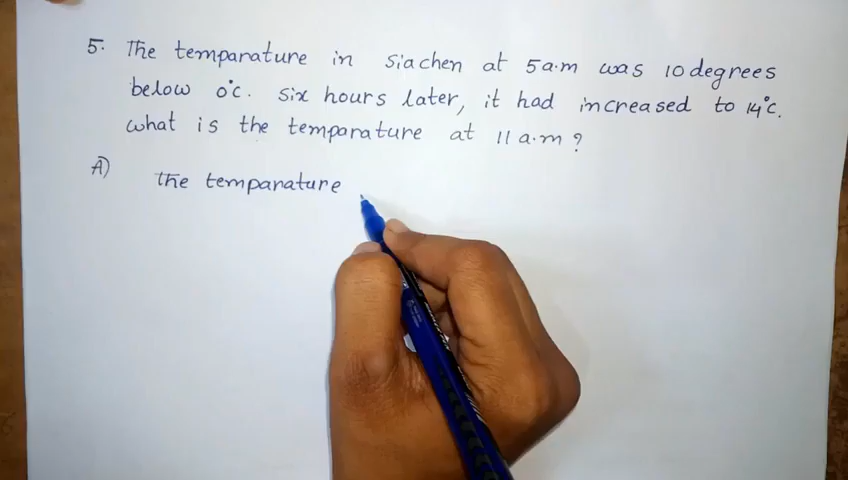 5. The temparature in Siachen at 5a.m was 10 degrees
below 0°c. Six hours later, it had increased to 14°c.
what is the temparature at 11 a.m?
A) The temparature